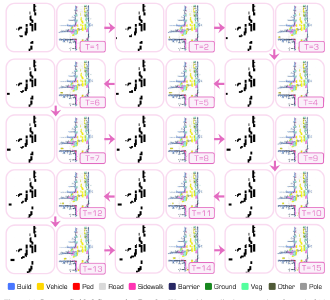 T=1
T=2
T=3
T=6
T=5
T=4
T=7
T=8
T=9
T=12
T=11
T=10
T=13
T=14
T=15
Build Vehicle Ped Road Sidewalk Barrier Ground Veg Other Pole